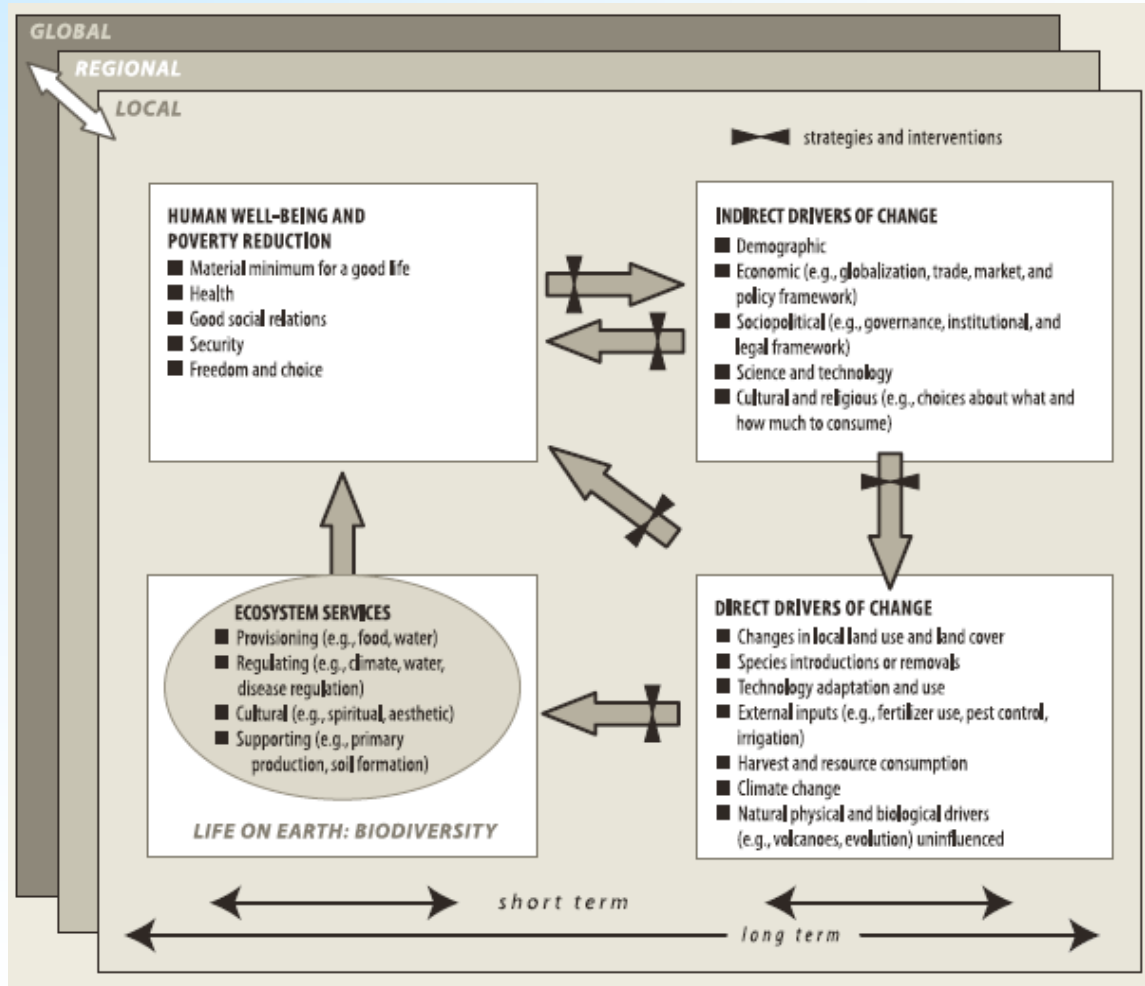 GLOBAL
REGIONAL
LOCAL
strategies and interventions
HUMAN WELL-BEING AND
POVERTY REDUCTION
■ Material minimum for a good life
■ Health
■ Good social relations
■ Security
■ Freedom and choice
INDIRECT DRIVERS OF CHANGE
■ Demographic
■ Economic (e.g., globalization, trade, market, and
policy framework)
■ Sociopolitical (e.g., governance, institutional, and
legal framework)
■ Science and technology
■ Cultural and religious (e.g., choices about what and
how much to consume)
ECOSYSTEM SERVICES
■ Provisioning (e.g., food, water)
■ Regulating (e.g., climate, water,
disease regulation)
■ Cultural (e.g., spiritual, aesthetic)
■ Supporting (e.g., primary
production, soil formation)
LIFE ON EARTH: BIODIVERSITY
DIRECT DRIVERS OF CHANGE
■ Changes in local land use and land cover
■ Species introductions or removals
■ Technology adaptation and use
■ External inputs (e.g., fertilizer use, pest control,
irrigation)
■ Harvest and resource consumption
■ Climate change
■ Natural physical and biological drivers
(e.g., volcanoes, evolution) uninfluenced
short term
long term